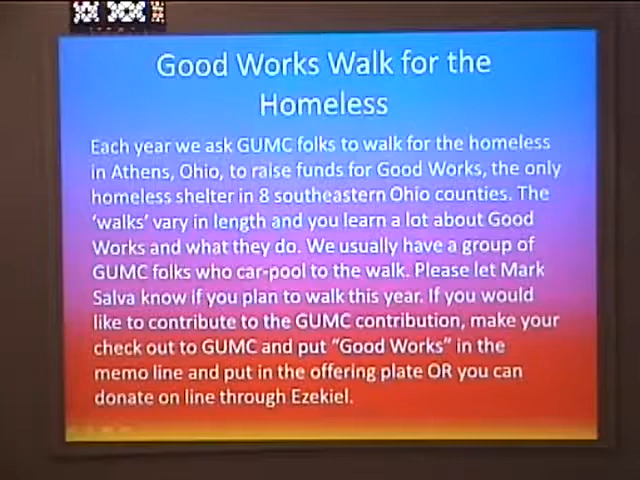 Good Works Walk for the
Homeless
Each year we ask GUMC folks to walk for the homeless
in Athens, Ohio, to raise funds for Good Works, the only
homeless shelter in 8 southeastern Ohio counties. The
'walks' vary in length and you learn a lot about Good
Works and what they do. We usually have a group of
GUMC folks who car-pool to the walk. Please let Mark
Salva know if you plan to walk this year. If you would
like to contribute to the GUMC contribution, make your
check out to GUMC and put "Good Works" in the
memo line and put in the offering plate OR you can
donate on line through Ezekiel.